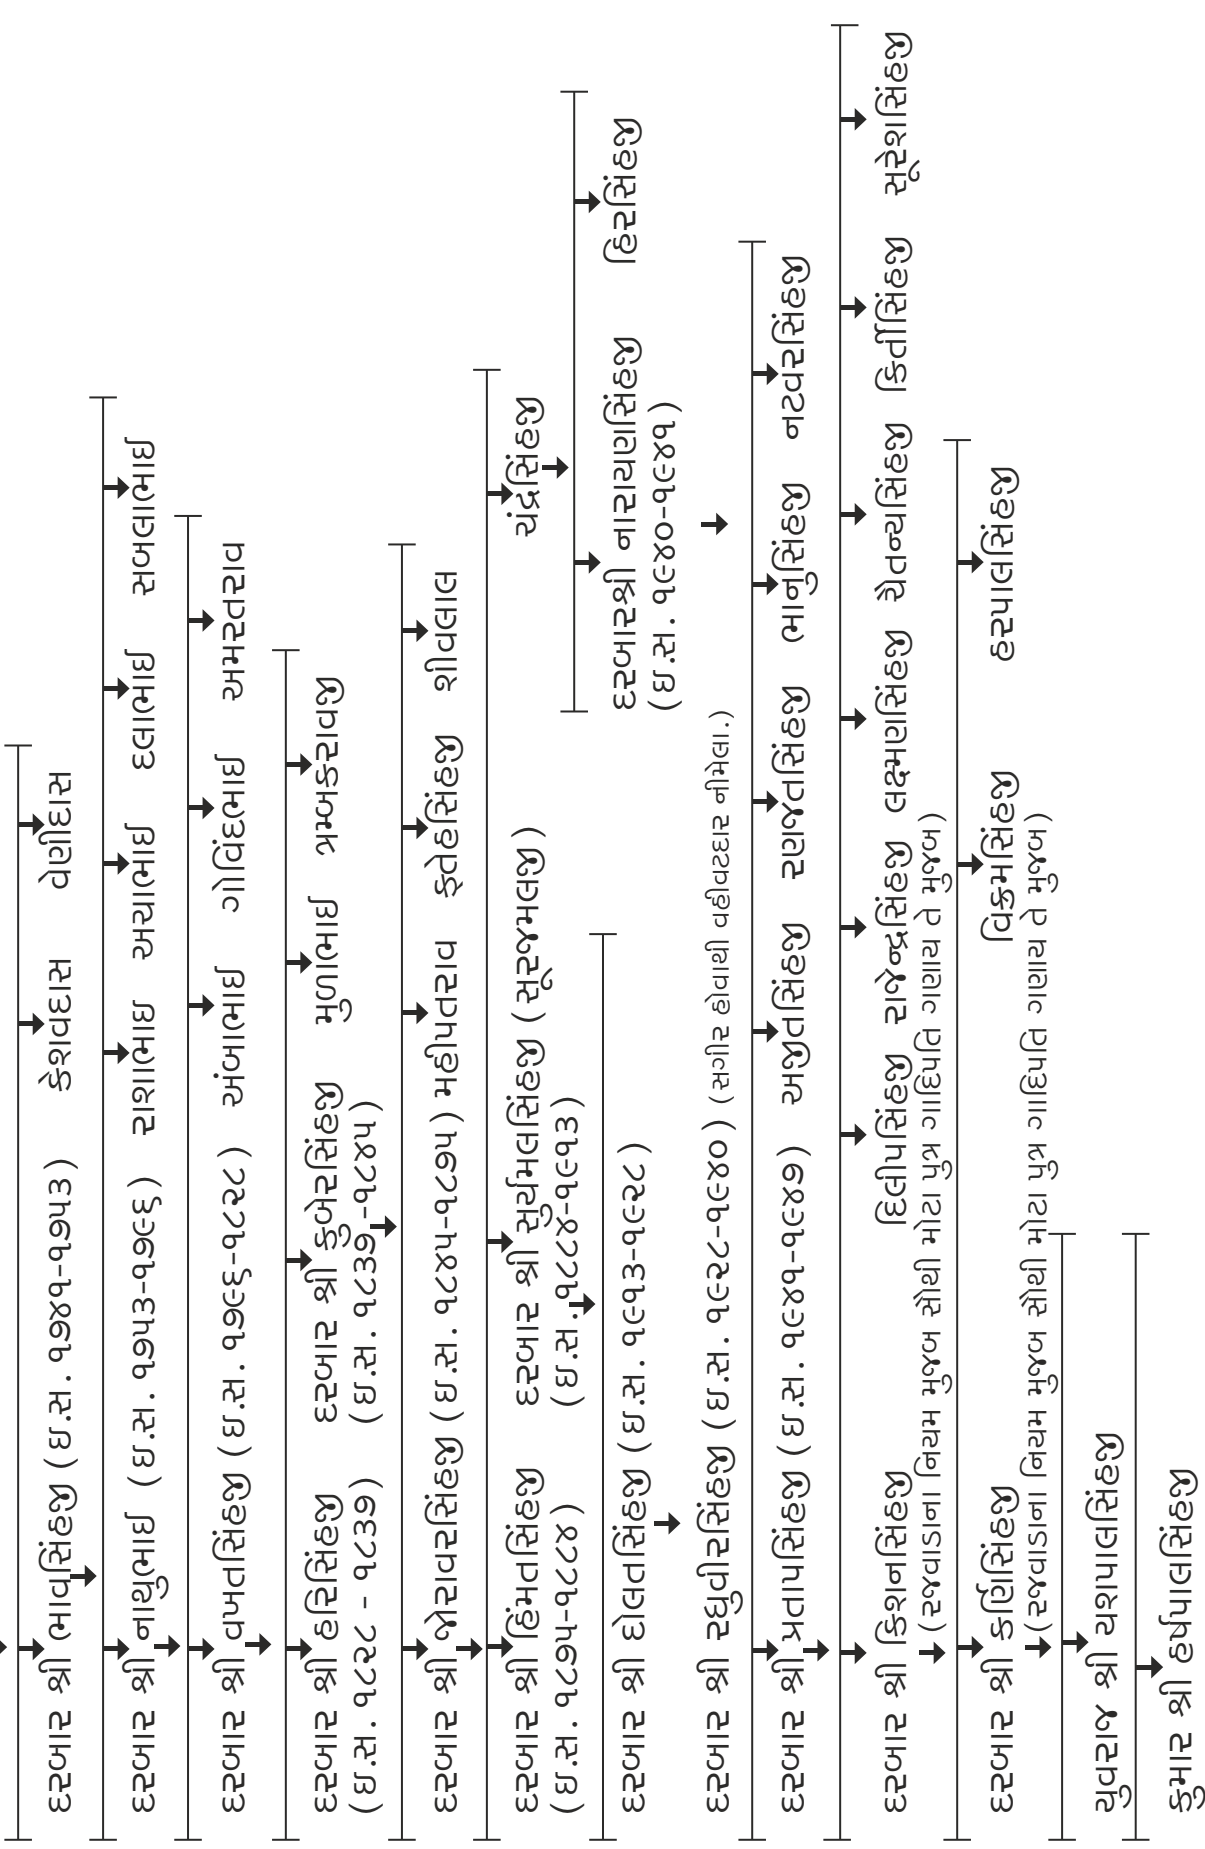 દરબાર શ્રી ભાવસિંહજી (ઇ.સ. ૧૭૪૧-૧૭૫૩) કેશવદાસ વેણીદાસ
દરબાર શ્રી નાથુભાઇ (ઇ.સ. ૧૭૫૩-૧૭૯૬) રાશાભાઇ અચાભાઇ દલાભાઇ સબલાભાઇ
દરબાર શ્રી વખતસિંહજી (ઇ.સ. ૧૭૯૬-૧૮૨૮) અંબાભાઇ ગોવિંદભાઇ અમરતરાવ
દરબાર શ્રી હરિસિંહજી દરબાર શ્રી કુબેરસિંહજી મુળાભાઇ ત્રમ્બકરાવજી
(ઇ.સ. ૧૮૨૮ - ૧૮૩૭) (ઇ.સ. ૧૮૩૭-૧૮૪૫)
દરબાર શ્રી જોરાવરસિંહજી (ઇ.સ. ૧૮૪૫-૧૮૭૫) મહીપતરાવ ફતેહસિંહજી શીવલાલ
દરબાર શ્રી હિંમતસિંહજી દરબાર શ્રી સુર્યમલસિંહજી (સૂરજમલજી) ચંદ્રસિંહજી
(ઇ.સ. ૧૮૭૫-૧૮૮૪) (ઇ.સ. ૧૮૮૪-૧૯૧૩)
દરબાર શ્રી દોલતસિંહજી (ઇ.સ. ૧૯૧૩-૧૯૨૮) દરબારશ્રી નારાયણસિંહજી હિરસિંહજી
(ઇ.સ. ૧૯૪૦-૧૯૪૧)
દરબાર શ્રી રઘુવીરસિંહજી (ઇ.સ. ૧૯૨૮-૧૯૪૦) (સગીર હોવાથી વહીવટદાર નીમેલા.)
દરબાર શ્રી પ્રતાપસિંહજી (ઇ.સ. ૧૯૪૧-૧૯૪૭) અજીતસિંહજી રણજીતસિંહજી ભાનુસિંહજી નટવરસિંહજી
દરબાર શ્રી કિશનસિંહજી દિલીપસિંહજી રાજેન્દ્રસિંહજી લક્ષ્મણસિંહજી ચૈતન્યસિંહજી કિર્તીસિંહજી સૂરેશસિંહજી
(રજવાડાના નિયમ મુજબ સૌથી મોટા પુત્ર ગાદિપતિ ગણાય તે મુજબ)
દરબાર શ્રી કર્ણિસિંહજી વિક્રમસિંહજી હરપાલસિંહજી
(રજવાડાના નિયમ મુજબ સૌથી મોટા પુત્ર ગાદિપતિ ગણાય તે મુજબ)
યુવરાજ શ્રી યશપાલસિંહજી
કુમાર શ્રી હર્ષપાલસિંહજી